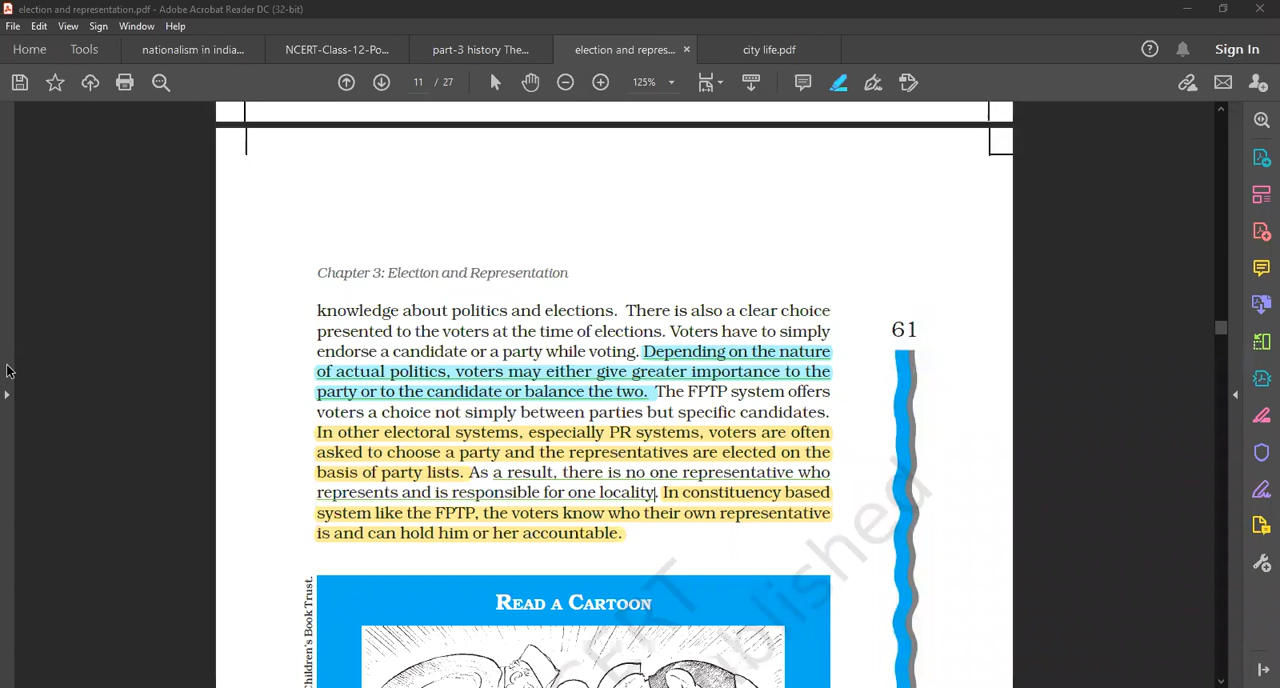 election and representation.pdf - Adobe Acrobat Reader DC (32-bit)
File Edit View Sign Window Help
Home Tools nationalism in india... NCERT-Class-12-Po... part-3 history The... election and repres... × city life.pdf Sign In
11 / 27 125%
Chapter 3: Election and Representation
knowledge about politics and elections. There is also a clear choice
presented to the voters at the time of elections. Voters have to simply
endorse a candidate or a party while voting. Depending on the nature
of actual politics, voters may either give greater importance to the
party or to the candidate or balance the two. The FPTP system offers
voters a choice not simply between parties but specific candidates.
In other electoral systems, especially PR systems, voters are often
asked to choose a party and the representatives are elected on the
basis of party lists. As a result, there is no one representative who
represents and is responsible for one locality. In constituency based
system like the FPTP, the voters know who their own representative
is and can hold him or her accountable.
61
READ A CARTOON
Children's Book Trust.